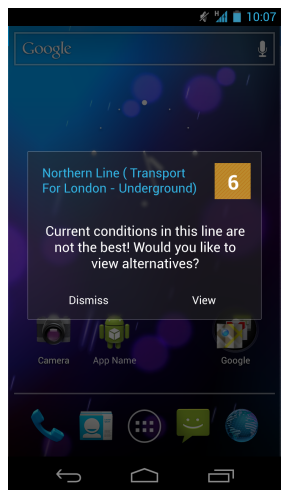 H
10:07
Google
Northern Line ( Transport
For London - Underground)
6
Current conditions in this line are
not the best! Would you like to
view alternatives?
Dismiss
View
Camera
App Name
Google